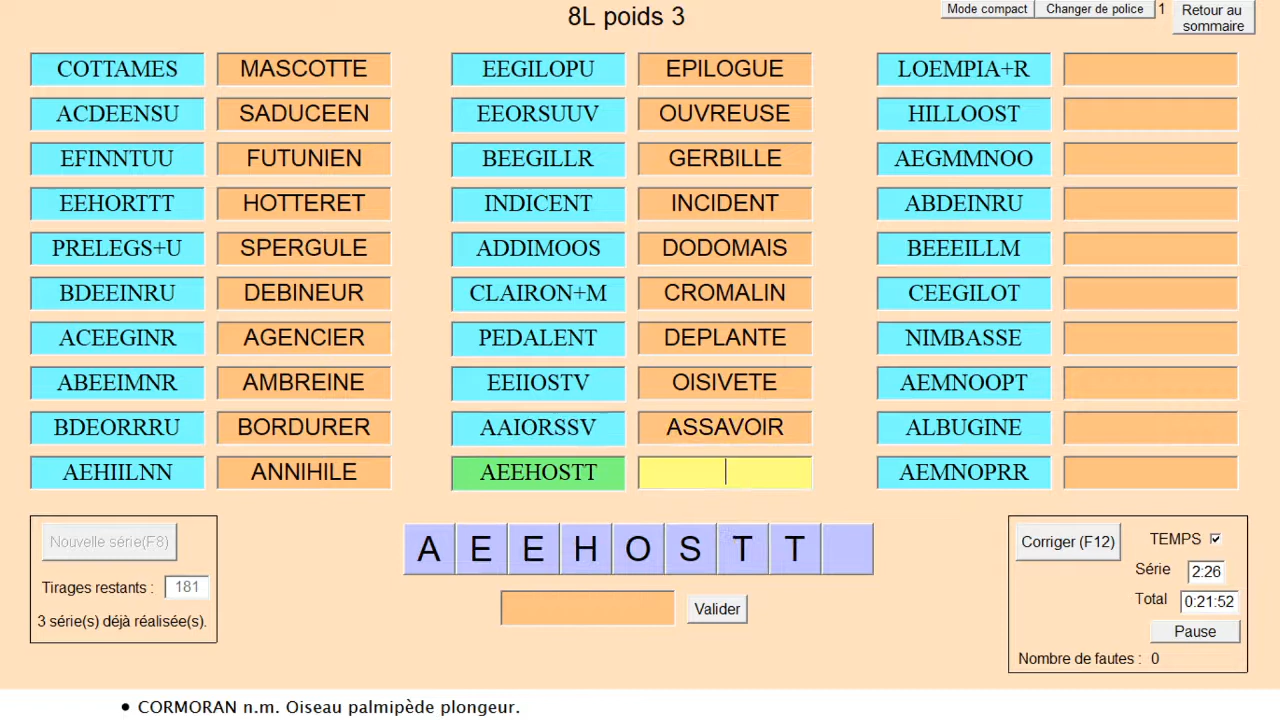 8L poids 3
Mode compact
Changer de police
1
Retour au
sommaire
COTTAMES MASCOTTE
ACDEENSU SADUCEEN
EFINNTUU FUTUNIEN
EEHORTTT HOTTERET
PRELEGS+U SPERGULE
BDEEINRU DEBINEUR
ACEEGINR AGENCIER
ABEEIMNR AMBREINE
BDEORRRU BORDURER
AEHIILNN ANNIHILE
EEGILOPU EPILOGUE
EEORSUUV OUVREUSE
BEEGILLR GERBILLE
INDICENT INCIDENT
ADDIMOOS DODOMAIS
CLAIRON+M CROMALIN
PEDALENT DEPLANTE
EEIIOSTV OISIVETE
AAIORSSV ASSAVOIR
AEEHOSTT
LOEMPIA+R
HILLOOST
AEGMMNOO
ABDEINRU
BEEEILLM
CEEGILOT
NIMBASSE
AEMNOOPT
ALBUGINE
AEMNOPRR
Nouvelle série(F8)
Tirages restants : 181
3 série(s) déjà réalisée(s).
A E E H O S T T
Valider
Corriger (F12)
TEMPS
Série 2:26
Total 0:21:52
Pause
Nombre de fautes : 0
• CORMORAN n.m. Oiseau palmipède plongeur.